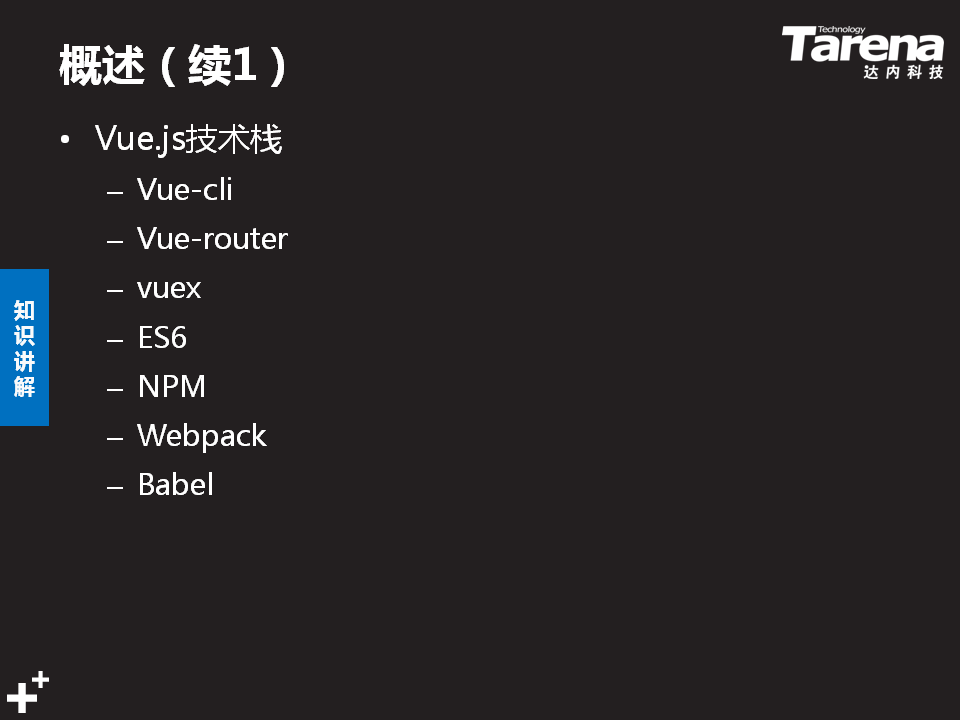 概述（续1）
Technology
Tarena
达内科技
• Vue.js技术栈
– Vue-cli
– Vue-router
– vuex
– ES6
– NPM
– Webpack
– Babel
知识讲解